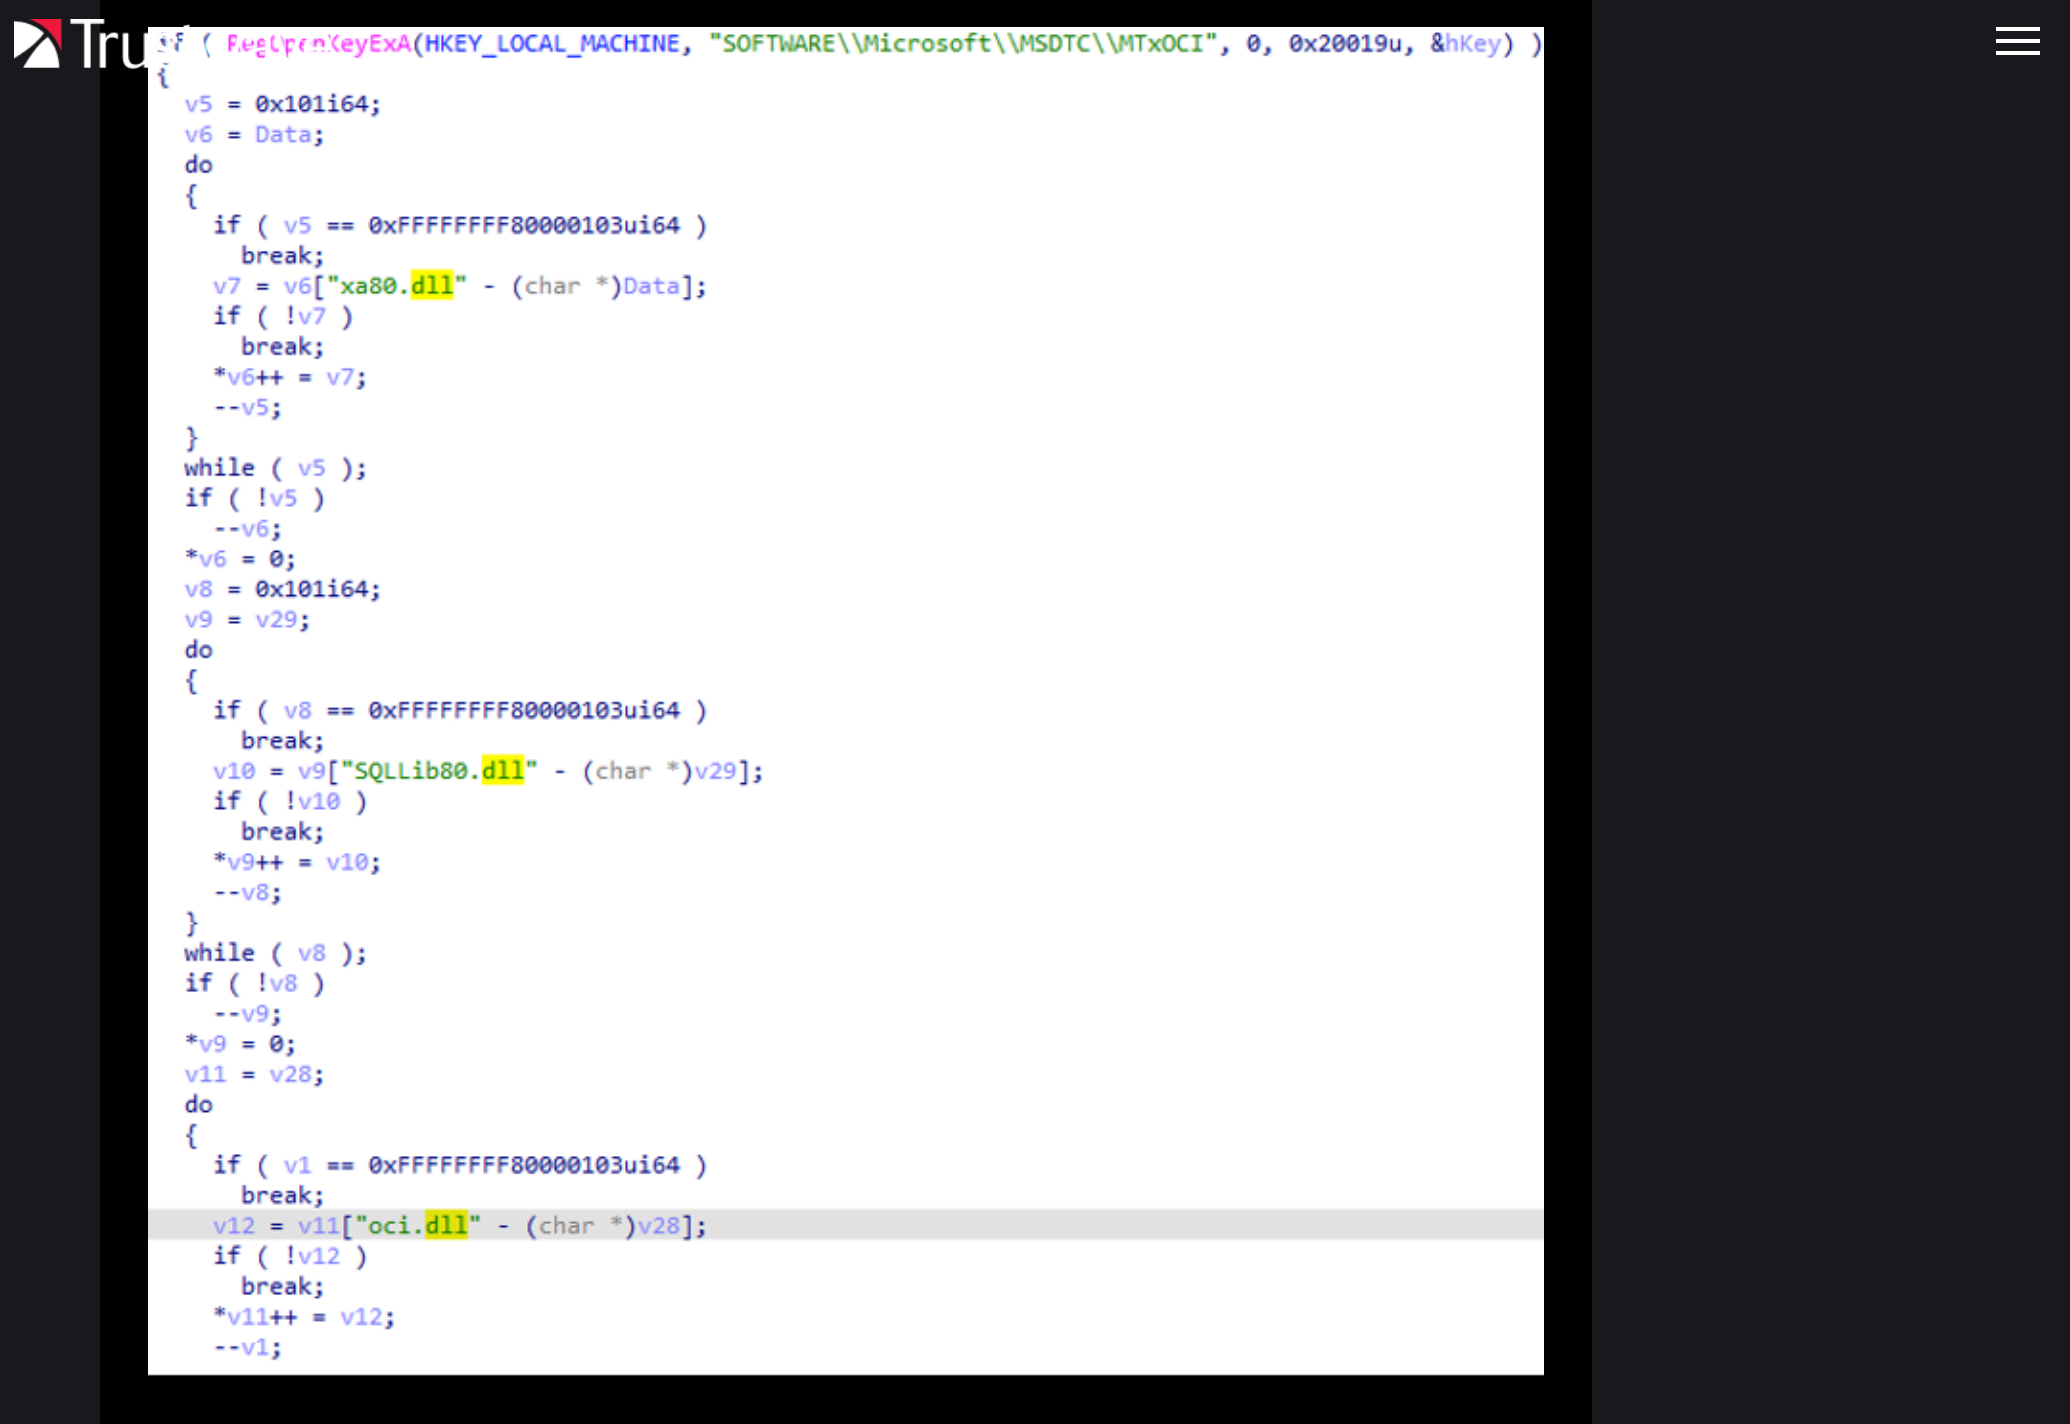 Trust
if ( RegOpenKeyExA(HKEY_LOCAL_MACHINE, "SOFTWARE\\Microsoft\\MSDTC\\MTxOCI", 0, 0x20019u, &hKey) )
{
v5 = 0x101i64;
v6 = Data;
do
{
if ( v5 == 0xFFFFFFFF80000103ui64 )
break;
v7 = v6["xa80.dll" - (char *)Data];
if ( !v7 )
break;
*v6++ = v7;
--v5;
}
while ( v5 );
if ( !v5 )
--v6;
*v6 = 0;
v8 = 0x101i64;
v9 = v29;
do
{
if ( v8 == 0xFFFFFFFF80000103ui64 )
break;
v10 = v9["SQLLib80.dll" - (char *)v29];
if ( !v10 )
break;
*v9++ = v10;
--v8;
}
while ( v8 );
if ( !v8 )
--v9;
*v9 = 0;
v11 = v28;
do
{
if ( v1 == 0xFFFFFFFF80000103ui64 )
break;
v12 = v11["oci.dll" - (char *)v28];
if ( !v12 )
break;
*v11++ = v12;
--v1;